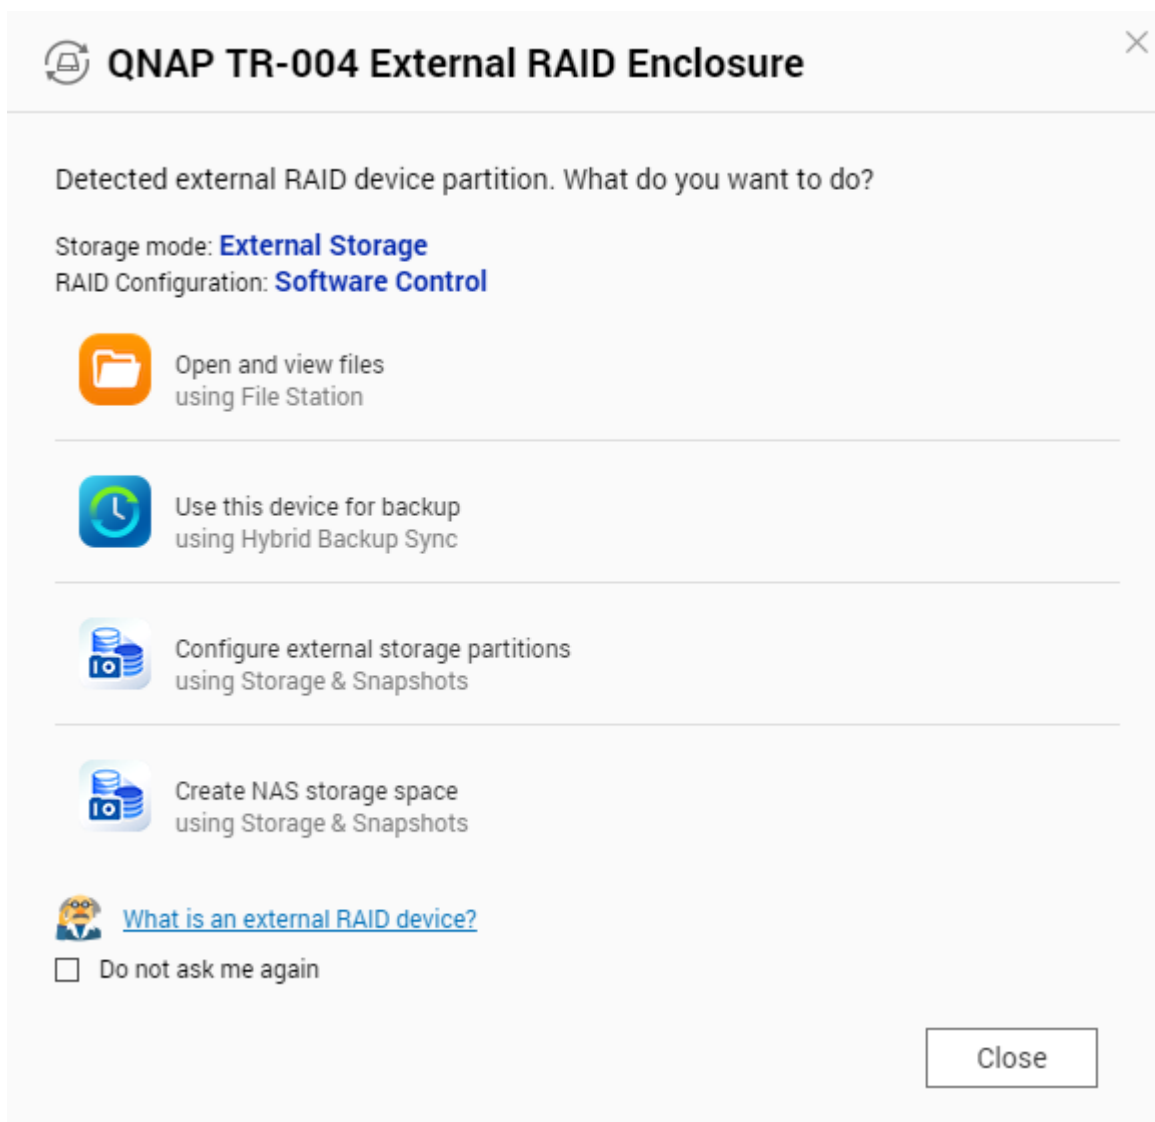 QNAP TR-004 External RAID Enclosure
Detected external RAID device partition. What do you want to do?
Storage mode: External Storage
RAID Configuration: Software Control
Open and view files
using File Station
Use this device for backup
using Hybrid Backup Sync
Configure external storage partitions
using Storage & Snapshots
Create NAS storage space
using Storage & Snapshots
What is an external RAID device?
Do not ask me again
Close